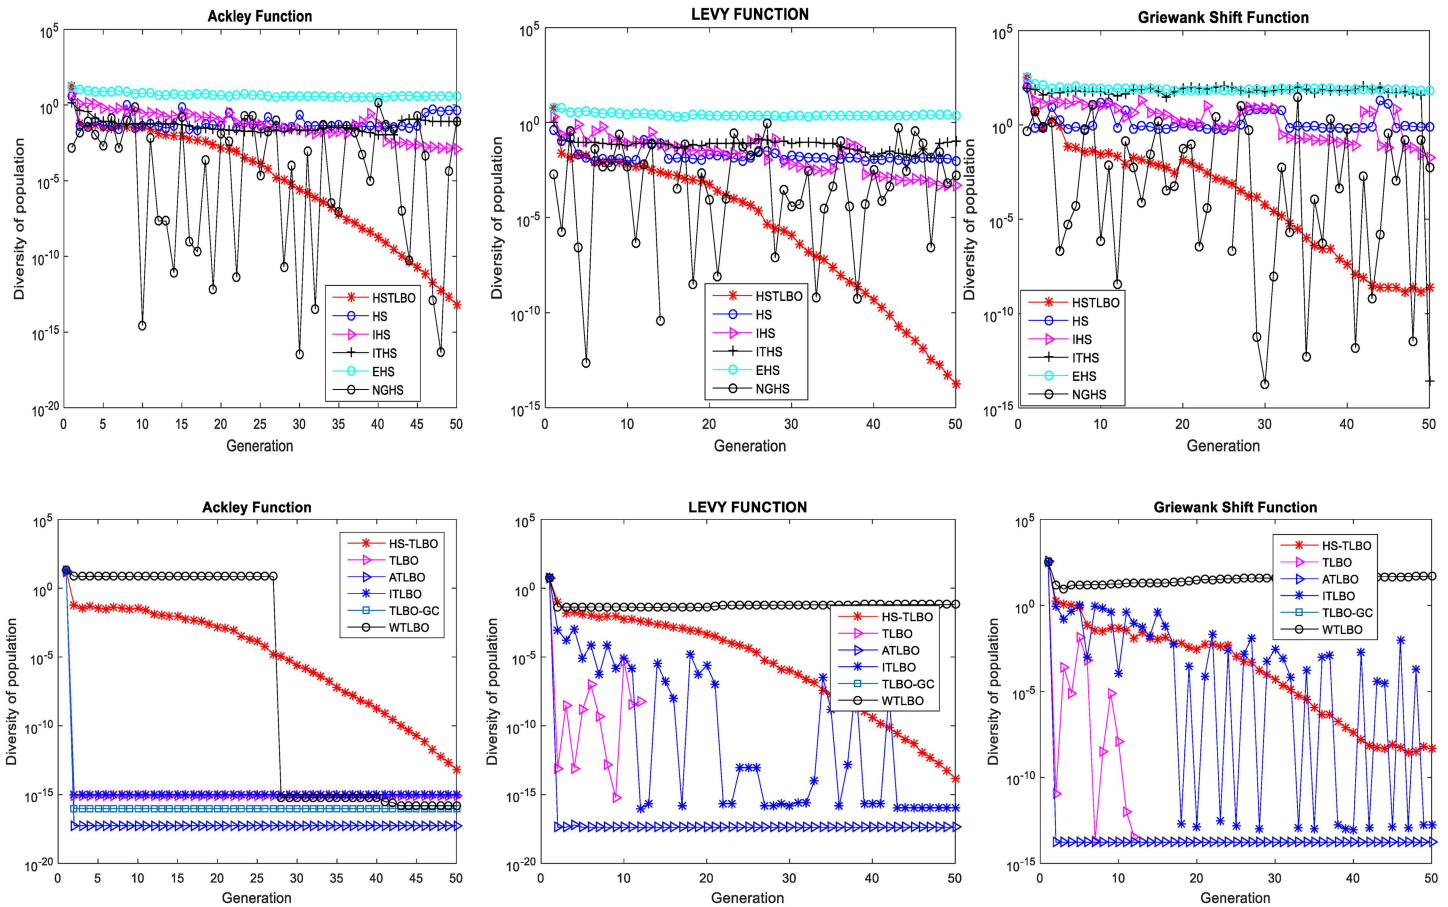 Ackley Function
10^5
10^0
10^-5
10^-10
10^-15
10^-20
Diversity of population
0 5 10 15 20 25 30 35 40 45 50
Generation
HSTLBO
HS
IHS
ITHS
EHS
NGHS
LEVY FUNCTION
10^5
10^0
10^-5
10^-10
10^-15
Diversity of population
0 10 20 30 40 50
Generation
HSTLBO
HS
IHS
ITHS
EHS
NGHS
Griewank Shift Function
10^5
10^0
10^-5
10^-10
10^-15
Diversity of population
0 10 20 30 40 50
Generation
HSTLBO
HS
IHS
ITHS
EHS
NGHS
Ackley Function
10^5
10^0
10^-5
10^-10
10^-15
10^-20
Diversity of population
0 5 10 15 20 25 30 35 40 45 50
Generation
HS-TLBO
TLBO
ATLBO
ITLBO
TLBO-GC
WTLBO
LEVY FUNCTION
10^5
10^0
10^-5
10^-10
10^-15
10^-20
Diversity of population
0 10 20 30 40 50
Generation
HS-TLBO
TLBO
ATLBO
ITLBO
TLBO-GC
WTLBO
Griewank Shift Function
10^5
10^0
10^-5
10^-10
10^-15
Diversity of population
0 10 20 30 40 50
Generation
HS-TLBO
TLBO
ATLBO
ITLBO
TLBO-GC
WTLBO